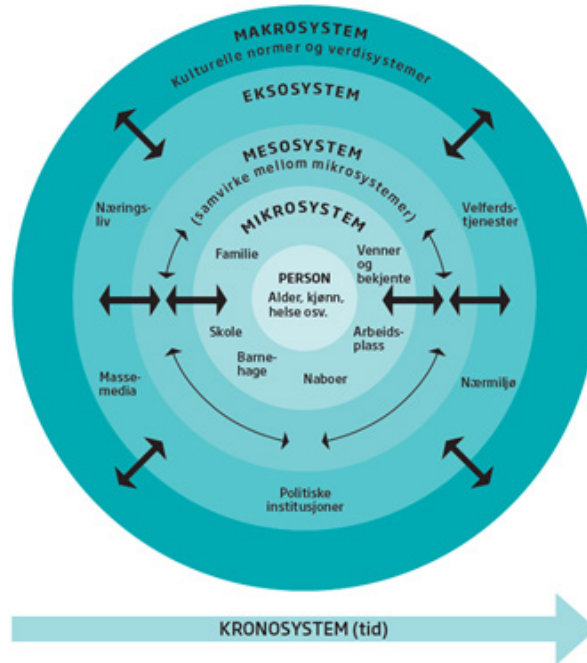 MAKROSYSTEM
Kulturelle normer og verdisystemer
EKSOSYSTEM
MESOSYSTEM
(samvirke mellom mikrosystemer)
MIKROSYSTEM
Nærings-
liv
Velferds-
tjenester
Familie
Venner
og
bekjente
PERSON
Alder, kjønn,
helse osv.
Skole
Arbeids-
plass
Barne-
hage
Naboer
Masse-
media
Nærmiljø
Politiske
institusjoner
KRONOSYSTEM (tid)